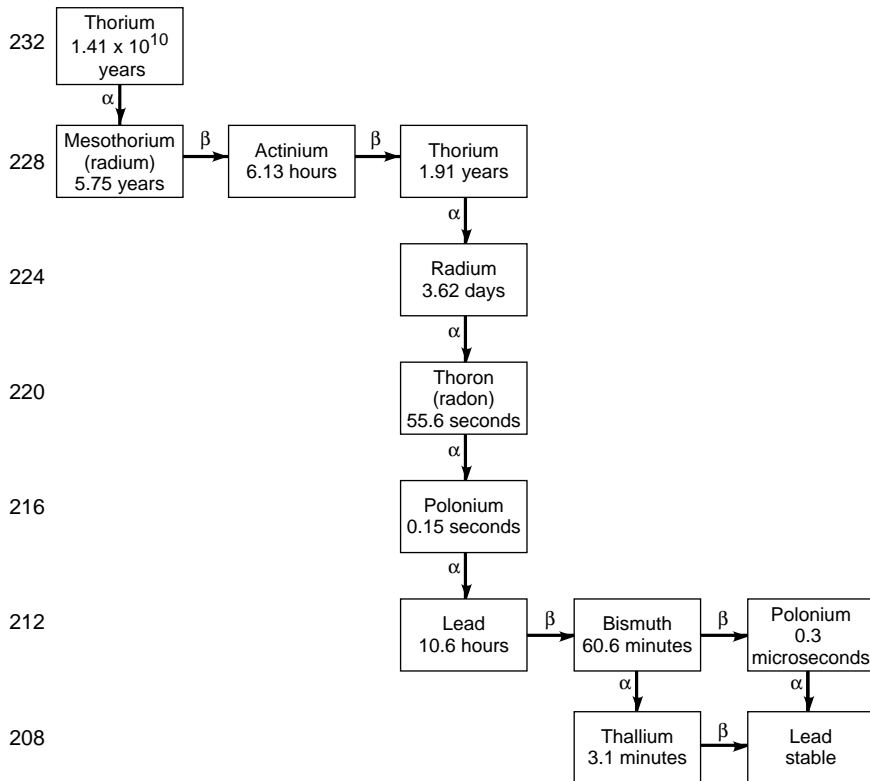 232
Thorium
1.41 x 10¹⁰
years
α
228
Mesothorium
(radium)
5.75 years
β
Actinium
6.13 hours
β
Thorium
1.91 years
α
224
Radium
3.62 days
α
220
Thoron
(radon)
55.6 seconds
α
216
Polonium
0.15 seconds
α
212
Lead
10.6 hours
β
Bismuth
60.6 minutes
β
Polonium
0.3
microseconds
α
α
208
Thallium
3.1 minutes
β
Lead
stable